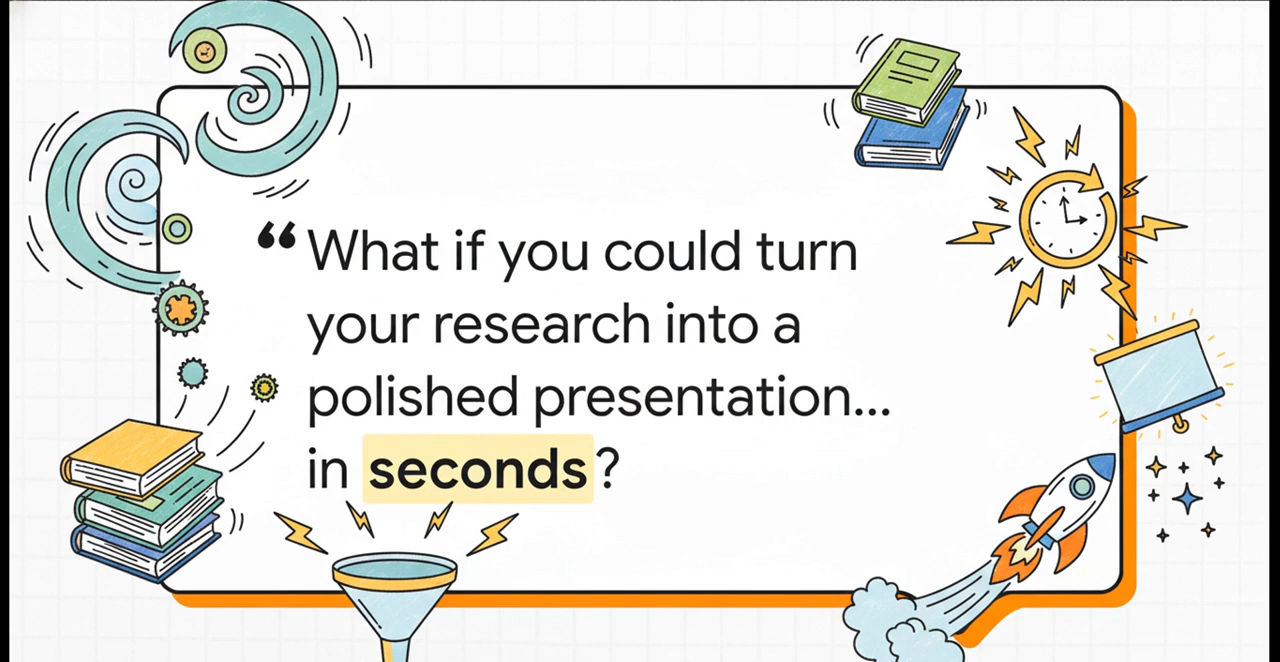 “What if you could turn
your research into a
polished presentation...
in seconds?